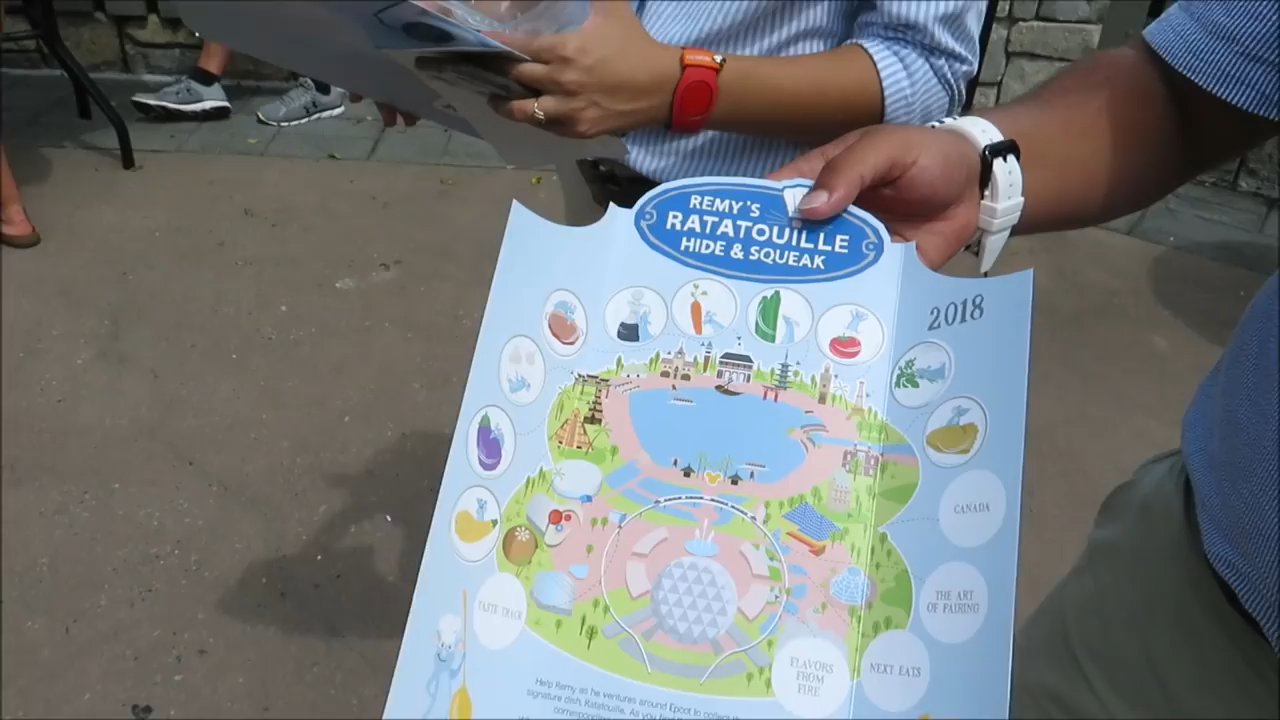 REMY'S
RATATOUILLE
HIDE & SQUEAK
2018
CANADA
THE ART
OF PAIRING
TASTE TRACK
NEXT EATS
FLAVORS
FROM
FIRE
Help Remy as he ventures around Epcot to collect
signature dish, Ratatouille. As you